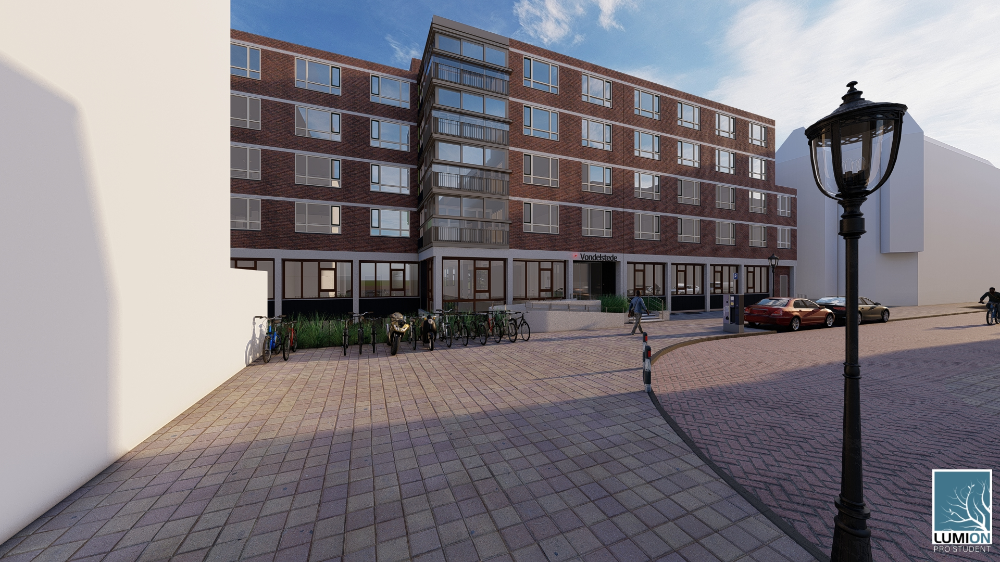 Vondelstede
P
LUMION
PRO STUDENT